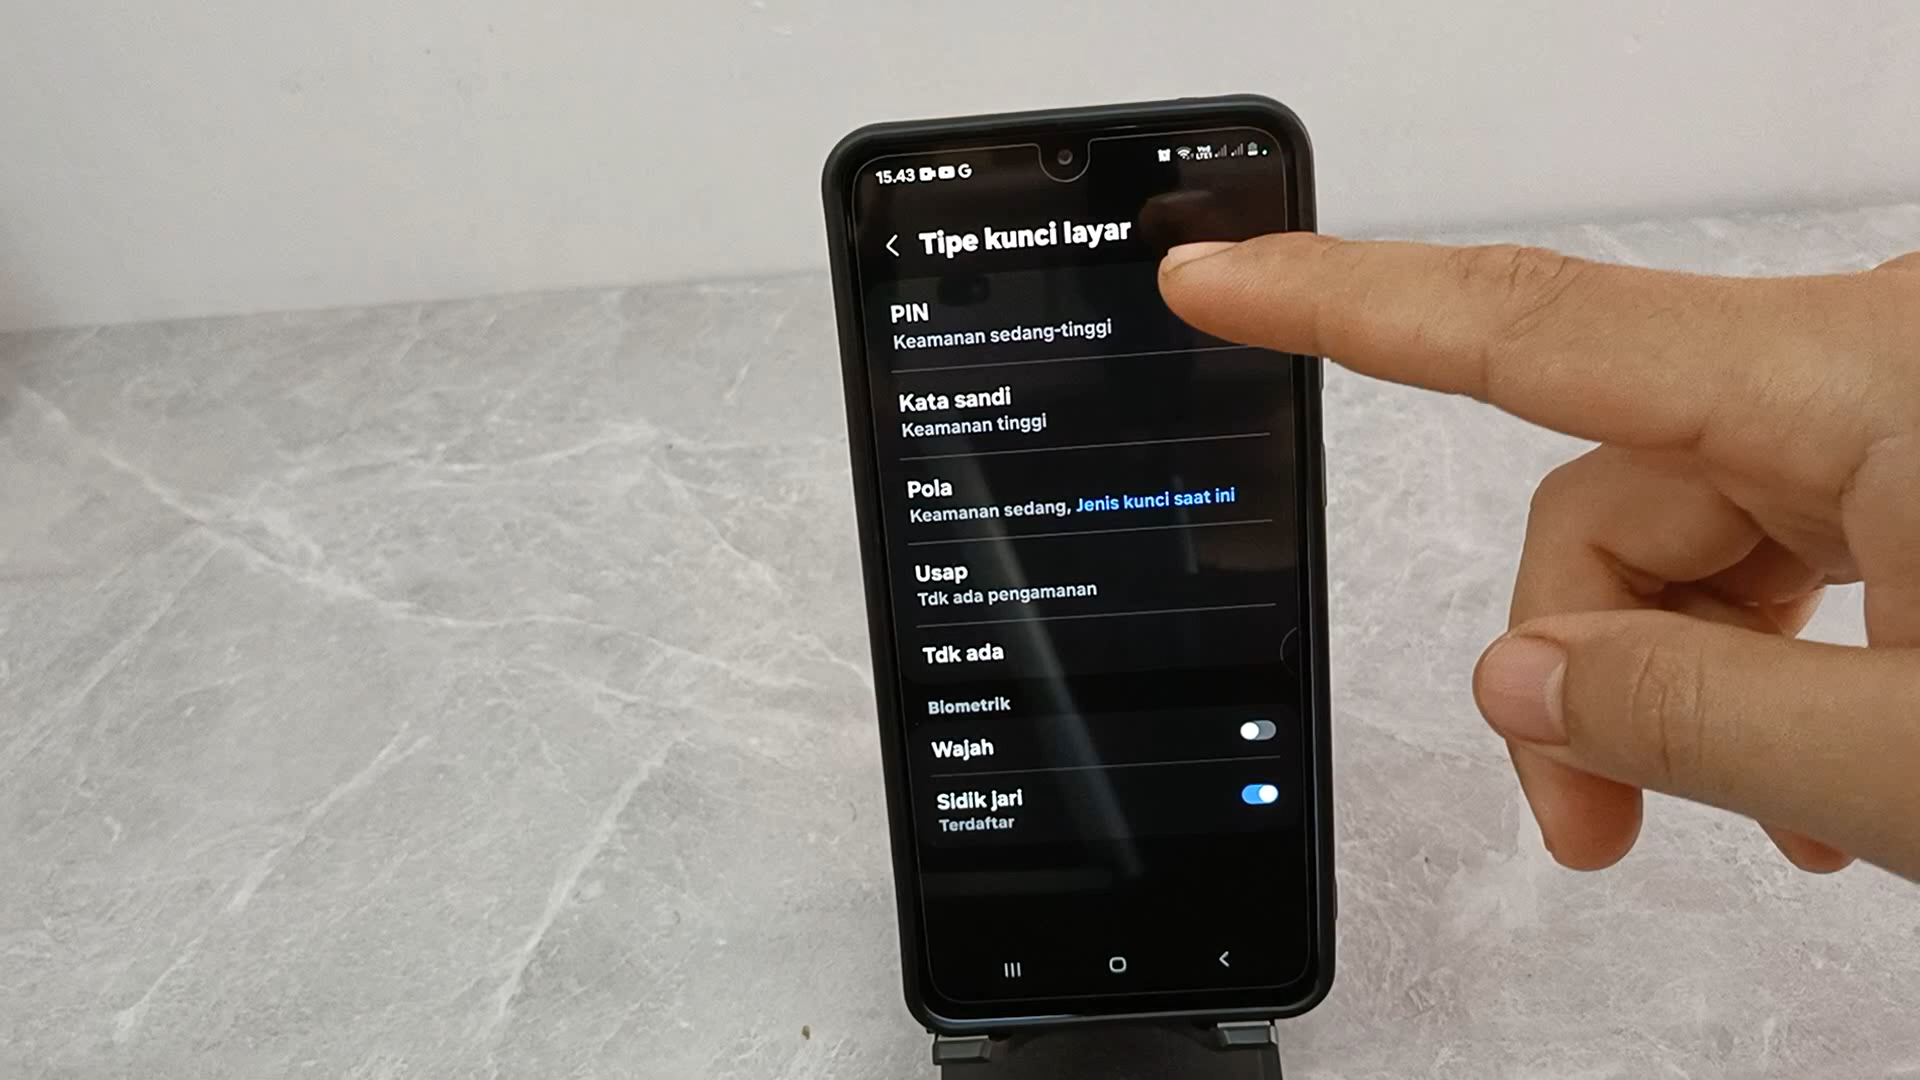 15.43
Tipe kunci layar
PIN
Keamanan sedang-tinggi
Kata sandi
Keamanan tinggi
Pola
Keamanan sedang, Jenis kunci saat ini
Usap
Tdk ada pengamanan
Tdk ada
Biometrik
Wajah
Sidik jari
Terdaftar